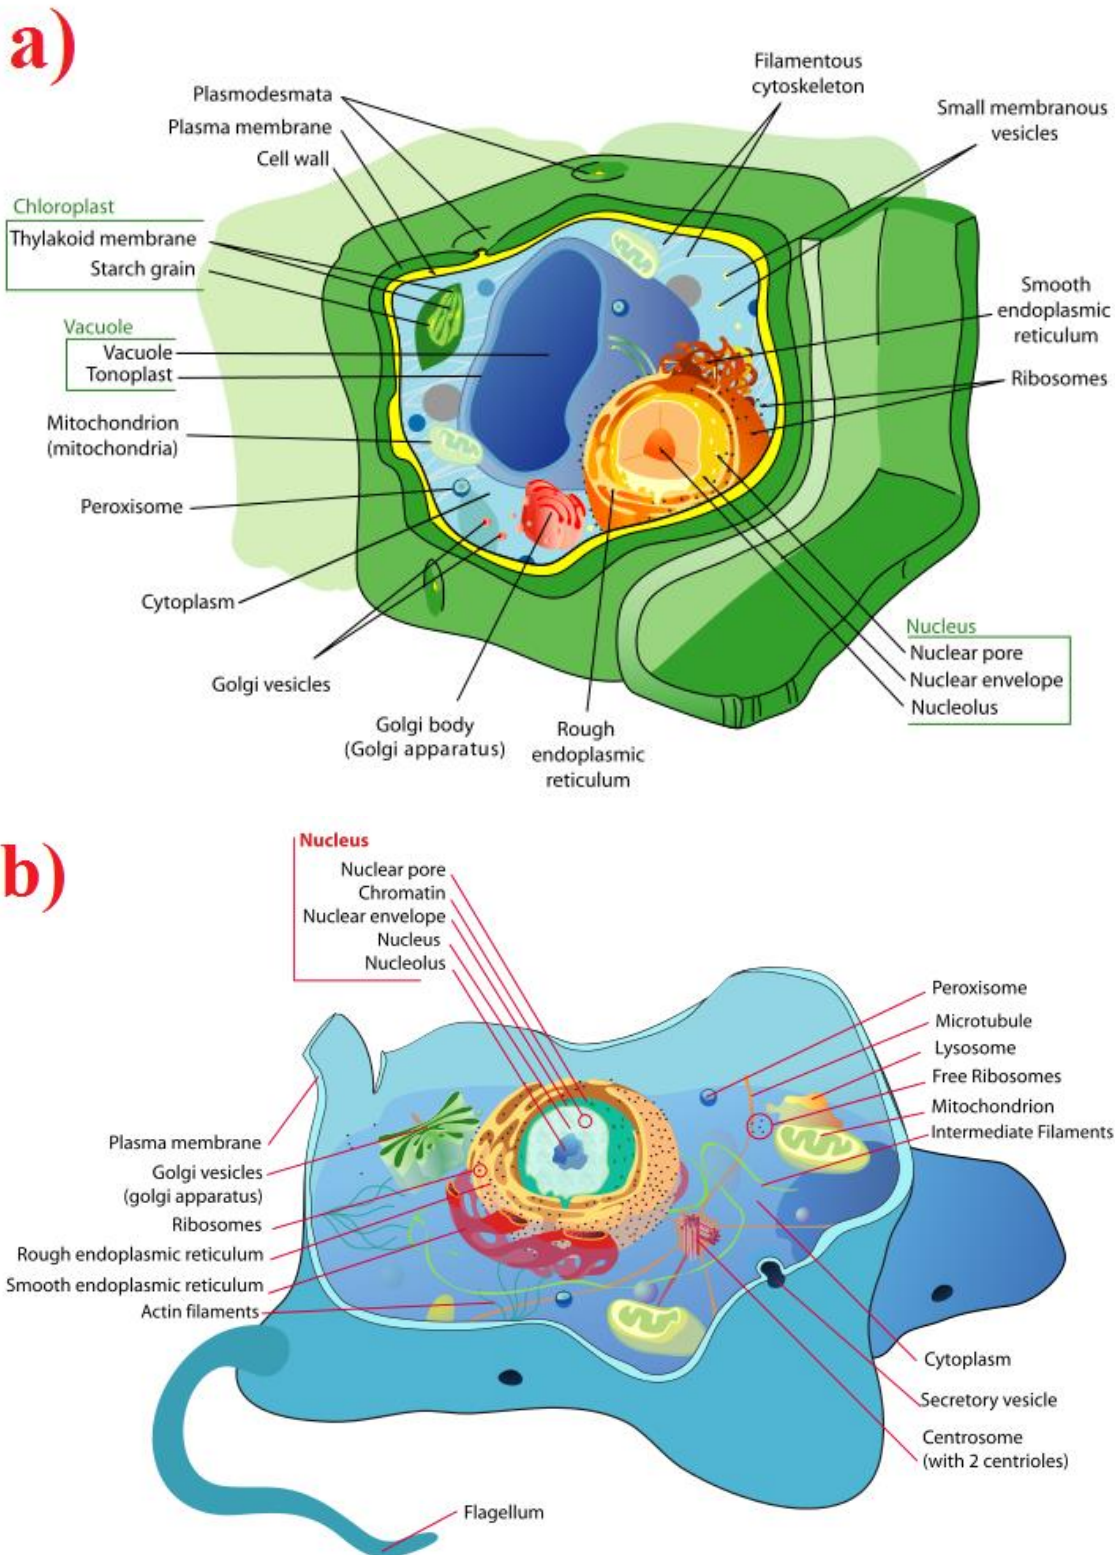 a)
Filamentous
cytoskeleton
Plasmodesmata
Small membranous
vesicles
Plasma membrane
Cell wall
Chloroplast
Thylakoid membrane
Starch grain
Smooth
endoplasmic
reticulum
Vacuole
Vacuole
Tonoplast
Ribosomes
Mitochondrion
(mitochondria)
Peroxisome
Cytoplasm
Nucleus
Nuclear pore
Nuclear envelope
Nucleolus
Golgi vesicles
Golgi body
(Golgi apparatus)
Rough
endoplasmic
reticulum
b)
Nucleus
Nuclear pore
Chromatin
Nuclear envelope
Nucleus
Nucleolus
Peroxisome
Microtubule
Lysosome
Free Ribosomes
Mitochondrion
Intermediate Filaments
Plasma membrane
Golgi vesicles
(golgi apparatus)
Ribosomes
Rough endoplasmic reticulum
Smooth endoplasmic reticulum
Actin filaments
Cytoplasm
Secretory vesicle
Centrosome
(with 2 centrioles)
Flagellum